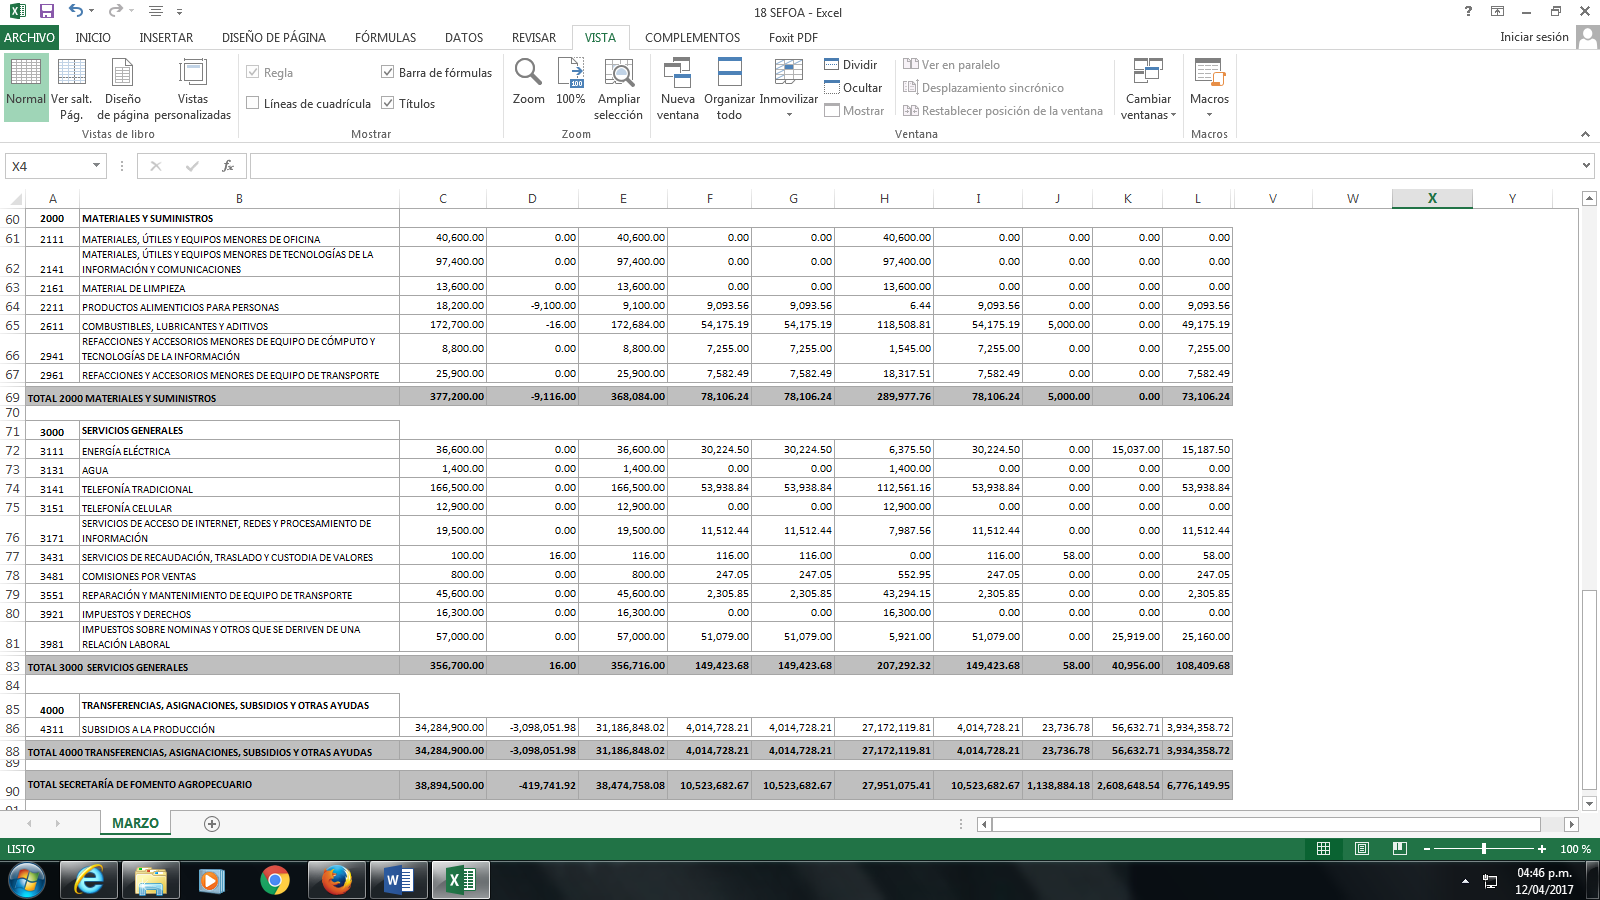 18 SEFOA - Excel
ARCHIVO INICIO INSERTAR DISEÑO DE PÁGINA FÓRMULAS DATOS REVISAR VISTA COMPLEMENTOS Foxit PDF Iniciar sesión
Normal Ver salt. Pág. Diseño de página Vistas personalizadas
Vistas de libro
Regla Barra de fórmulas
Líneas de cuadrícula Títulos
Mostrar
Zoom 100% Ampliar selección
Zoom
Nueva ventana Organizar todo Inmovilizar
Dividir Ver en paralelo
Ocultar Desplazamiento sincrónico
Mostrar Restablecer posición de la ventana
Ventana
Cambiar ventanas
Macros
Macros
X4 fx
A B C D E F G H I J K L V W X Y
60 2000 MATERIALES Y SUMINISTROS
61 2111 MATERIALES, ÚTILES Y EQUIPOS MENORES DE OFICINA 40,600.00 0.00 40,600.00 0.00 0.00 40,600.00 0.00 0.00 0.00 0.00
62 2141 MATERIALES, ÚTILES Y EQUIPOS MENORES DE TECNOLOGÍAS DE LA
INFORMACIÓN Y COMUNICACIONES 97,400.00 0.00 97,400.00 0.00 0.00 97,400.00 0.00 0.00 0.00 0.00
63 2161 MATERIAL DE LIMPIEZA 13,600.00 0.00 13,600.00 0.00 0.00 13,600.00 0.00 0.00 0.00 0.00
64 2211 PRODUCTOS ALIMENTICIOS PARA PERSONAS 18,200.00 -9,100.00 9,100.00 9,093.56 9,093.56 6.44 9,093.56 0.00 0.00 9,093.56
65 2611 COMBUSTIBLES, LUBRICANTES Y ADITIVOS 172,700.00 -16.00 172,684.00 54,175.19 54,175.19 118,508.81 54,175.19 5,000.00 0.00 49,175.19
66 2941 REFACCIONES Y ACCESORIOS MENORES DE EQUIPO DE CÓMPUTO Y
TECNOLOGÍAS DE LA INFORMACIÓN 8,800.00 0.00 8,800.00 7,255.00 7,255.00 1,545.00 7,255.00 0.00 0.00 7,255.00
67 2961 REFACCIONES Y ACCESORIOS MENORES DE EQUIPO DE TRANSPORTE 25,900.00 0.00 25,900.00 7,582.49 7,582.49 18,317.51 7,582.49 0.00 0.00 7,582.49
69 TOTAL 2000 MATERIALES Y SUMINISTROS 377,200.00 -9,116.00 368,084.00 78,106.24 78,106.24 289,977.76 78,106.24 5,000.00 0.00 73,106.24
70
71 3000 SERVICIOS GENERALES
72 3111 ENERGÍA ELÉCTRICA 36,600.00 0.00 36,600.00 30,224.50 30,224.50 6,375.50 30,224.50 0.00 15,037.00 15,187.50
73 3131 AGUA 1,400.00 0.00 1,400.00 0.00 0.00 1,400.00 0.00 0.00 0.00 0.00
74 3141 TELEFONÍA TRADICIONAL 166,500.00 0.00 166,500.00 53,938.84 53,938.84 112,561.16 53,938.84 0.00 0.00 53,938.84
75 3151 TELEFONÍA CELULAR 12,900.00 0.00 12,900.00 0.00 0.00 12,900.00 0.00 0.00 0.00 0.00
76 3171 SERVICIOS DE ACCESO DE INTERNET, REDES Y PROCESAMIENTO DE
INFORMACIÓN 19,500.00 0.00 19,500.00 11,512.44 11,512.44 7,987.56 11,512.44 0.00 0.00 11,512.44
77 3431 SERVICIOS DE RECAUDACIÓN, TRASLADO Y CUSTODIA DE VALORES 100.00 16.00 116.00 116.00 116.00 0.00 116.00 58.00 0.00 58.00
78 3481 COMISIONES POR VENTAS 800.00 0.00 800.00 247.05 247.05 552.95 247.05 0.00 0.00 247.05
79 3551 REPARACIÓN Y MANTENIMIENTO DE EQUIPO DE TRANSPORTE 45,600.00 0.00 45,600.00 2,305.85 2,305.85 43,294.15 2,305.85 0.00 0.00 2,305.85
80 3921 IMPUESTOS Y DERECHOS 16,300.00 0.00 16,300.00 0.00 0.00 16,300.00 0.00 0.00 0.00 0.00
81 3981 IMPUESTOS SOBRE NOMINAS Y OTROS QUE SE DERIVEN DE UNA
RELACIÓN LABORAL 57,000.00 0.00 57,000.00 51,079.00 51,079.00 5,921.00 51,079.00 0.00 25,919.00 25,160.00
83 TOTAL 3000 SERVICIOS GENERALES 356,700.00 16.00 356,716.00 149,423.68 149,423.68 207,292.32 149,423.68 58.00 40,956.00 108,409.68
84
85 4000 TRANSFERENCIAS, ASIGNACIONES, SUBSIDIOS Y OTRAS AYUDAS
86 4311 SUBSIDIOS A LA PRODUCCIÓN 34,284,900.00 -3,098,051.98 31,186,848.02 4,014,728.21 4,014,728.21 27,172,119.81 4,014,728.21 23,736.78 56,632.71 3,934,358.72
88 TOTAL 4000 TRANSFERENCIAS, ASIGNACIONES, SUBSIDIOS Y OTRAS AYUDAS 34,284,900.00 -3,098,051.98 31,186,848.02 4,014,728.21 4,014,728.21 27,172,119.81 4,014,728.21 23,736.78 56,632.71 3,934,358.72
89
90 TOTAL SECRETARÍA DE FOMENTO AGROPECUARIO 38,894,500.00 -419,741.92 38,474,758.08 10,523,682.67 10,523,682.67 27,951,075.41 10,523,682.67 1,138,884.18 2,608,648.54 6,776,149.95
91
MARZO
LISTO 100 %
04:46 p.m.
12/04/2017